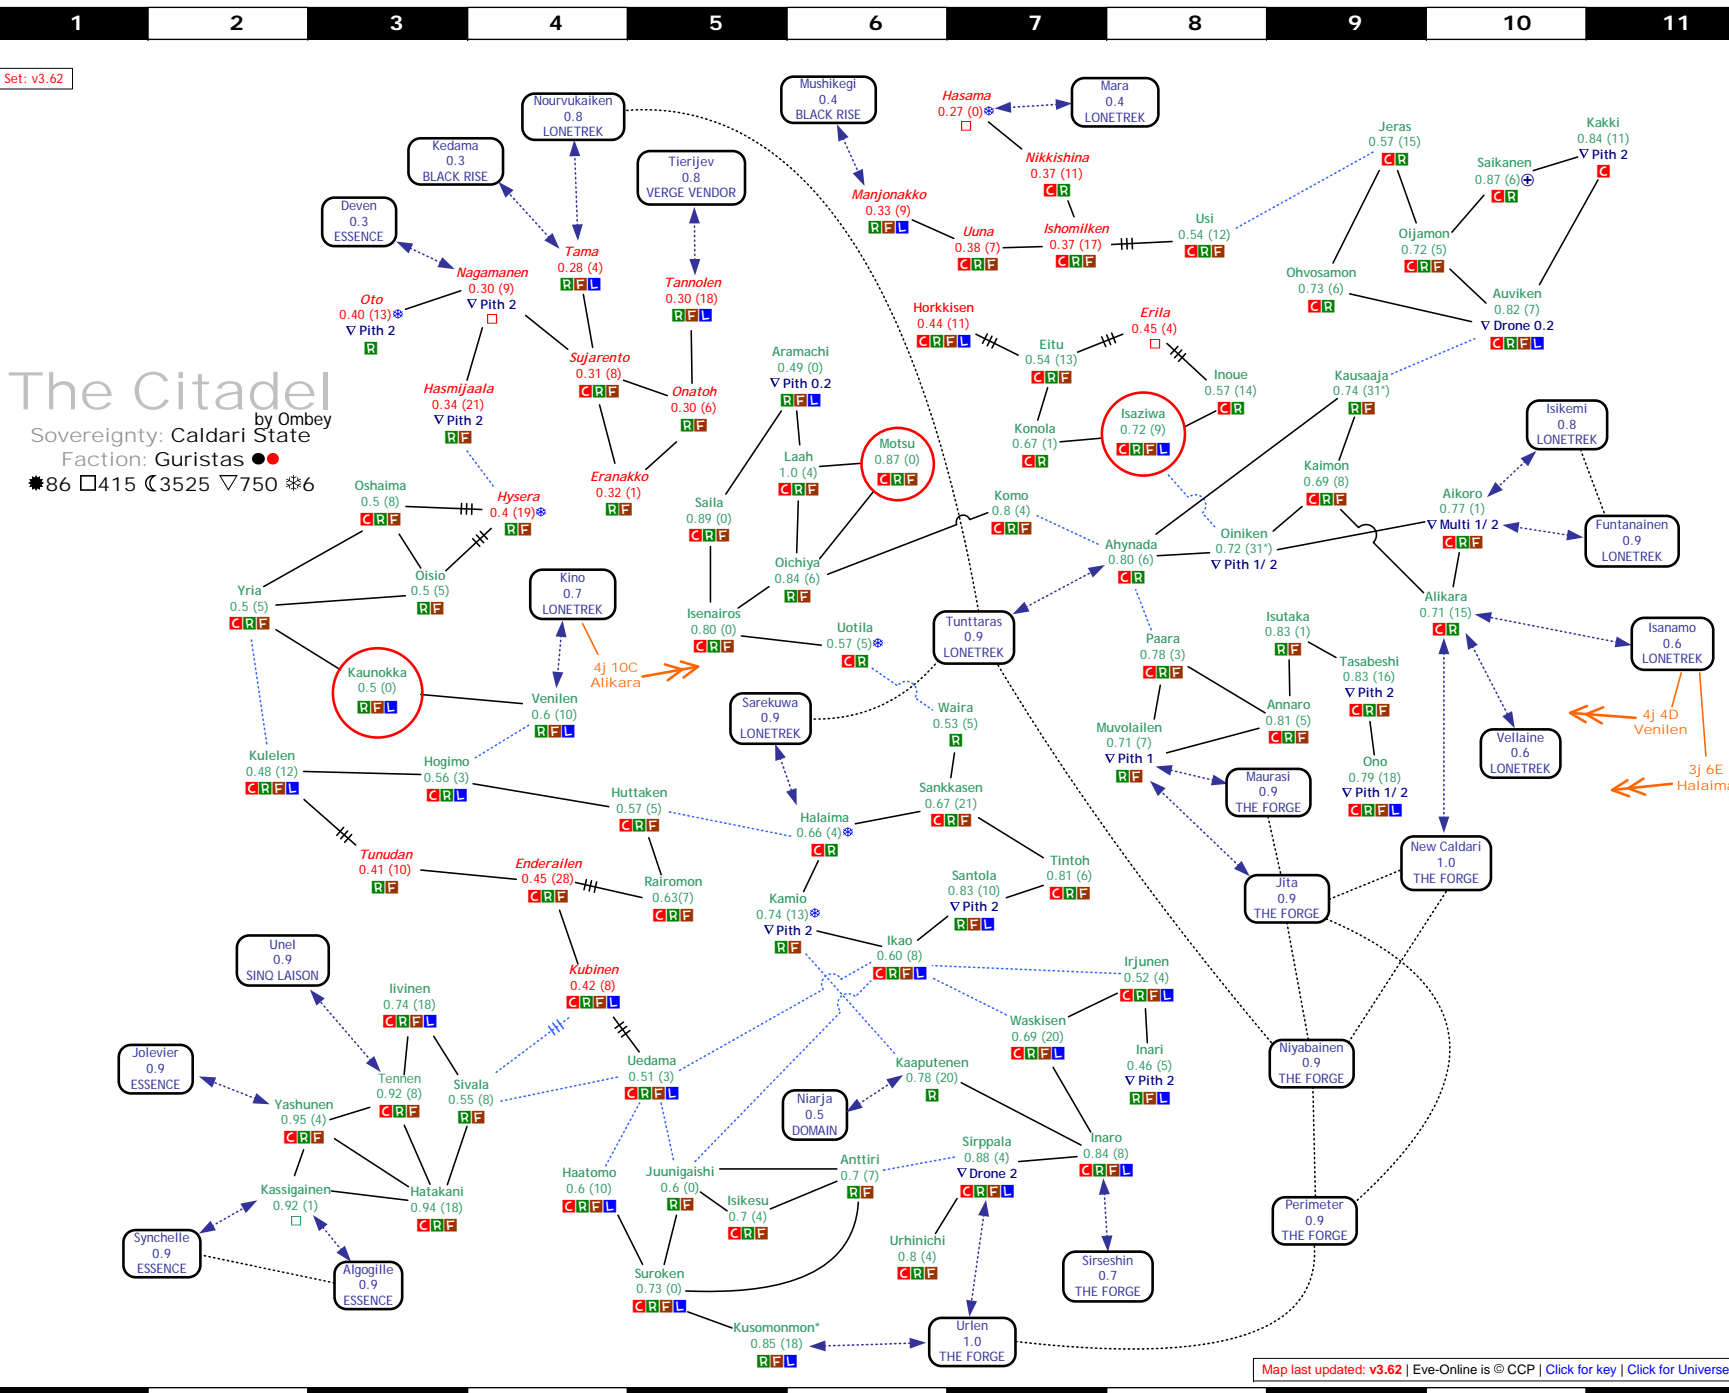 1 2 3 4 5 6 7 8 9 10 11
Set: v3.62
The Citadel
by Ombey
Sovereignty: Caldari State
Faction: Guristas
86 415 3525 750 6
Nourvukaiken
0.8
LONETREK
Kedama
0.3
BLACK RISE
Tierijev
0.8
VERGE VENDOR
Deven
0.3
ESSENCE
Mushikegi
0.4
BLACK RISE
Mara
0.4
LONETREK
Hasama
0.27 (0)
Nikkishina
0.37 (11)
C R
Manjonakko
0.33 (9)
R F L
Uuna
0.38 (7)
C R F
Ishomilken
0.37 (17)
C R F
Usi
0.54 (12)
C R F
Jeras
0.57 (15)
C R
Saikanen
0.87 (6)
C R
Kakki
0.84 (11)
Pith 2
C
Oijamon
0.72 (5)
C R F
Ohvosamon
0.73 (6)
C R
Auviken
0.82 (7)
Drone 0.2
C R F L
Tama
0.28 (4)
R F L
Nagamanen
0.30 (9)
Pith 2
Oto
0.40 (13)
Pith 2
R
Tannolen
0.30 (18)
R F L
Sujarento
0.31 (8)
C R F
Onatoh
0.30 (6)
R F
Hasmijaala
0.34 (21)
Pith 2
R F
Eranakko
0.32 (1)
R F
Aramachi
0.49 (0)
Pith 0.2
R F L
Horkkisen
0.44 (11)
C R F L
Eitu
0.54 (13)
C R F
Erila
0.45 (4)
Inoue
0.57 (14)
C R
Kausaaja
0.74 (31*)
R F
Isaziwa
0.72 (9)
C R F L
Konola
0.67 (1)
C R
Motsu
0.87 (0)
C R F
Laah
1.0 (4)
C R F
Saila
0.89 (0)
C R F
Komo
0.8 (4)
C R F
Kaimon
0.69 (8)
C R F
Isikemi
0.8
LONETREK
Aikoro
0.77 (1)
Multi 1/ 2
C R F
Funtanainen
0.9
LONETREK
Oshaima
0.5 (8)
C R F
Hysera
0.4 (19)
R F
Oisio
0.5 (5)
R F
Yria
0.5 (5)
C R F
Kino
0.7
LONETREK
Oichiya
0.84 (6)
R F
Ahynada
0.80 (6)
C R
Oiniken
0.72 (31*)
Pith 1/ 2
Alikara
0.71 (15)
C R
Isenairos
0.80 (0)
C R F
Uotila
0.57 (5)
C R
Tunttaras
0.9
LONETREK
Isutaka
0.83 (1)
R F
Paara
0.78 (3)
C R F
Tasabeshi
0.83 (16)
Pith 2
C R F
Isanamo
0.6
LONETREK
4j 10C
Alikara
Kaunokka
0.5 (0)
R F L
Venilen
0.6 (10)
R F L
Sarekuwa
0.9
LONETREK
Waira
0.53 (5)
R
Annaro
0.81 (5)
C R F
Muvolailen
0.71 (7)
Pith 1
R F
4j 4D
Venilen
Vellaine
0.6
LONETREK
Kulelen
0.48 (12)
C R F L
Hogimo
0.56 (3)
C R L
Maurasi
0.9
THE FORGE
Ono
0.79 (18)
Pith 1/ 2
C R F L
3j 6E
Halaima
Huttaken
0.57 (5)
C R F
Halaima
0.66 (4)
C R
Sankkasen
0.67 (21)
C R F
New Caldari
1.0
THE FORGE
Tunudan
0.41 (10)
R F
Enderailen
0.45 (28)
C R F
Rairomon
0.63(7)
C R F
Kamio
0.74 (13)
Pith 2
R F
Santola
0.83 (10)
Pith 2
R F L
Tintoh
0.81 (6)
C R F
Jita
0.9
THE FORGE
Unel
0.9
SINQ LAISON
Ikao
0.60 (8)
C R F L
Irjunen
0.52 (4)
C R F L
Kubinen
0.42 (8)
C R F L
Iivinen
0.74 (18)
C R F L
Waskisen
0.69 (20)
C R F L
Inari
0.46 (5)
Pith 2
R F L
Niyabainen
0.9
THE FORGE
Jolevier
0.9
ESSENCE
Tennen
0.92 (8)
C R F
Sivala
0.55 (8)
R F
Uedama
0.51 (3)
C R F L
Kaaputenen
0.78 (20)
R
Niarja
0.5
DOMAIN
Yashunen
0.95 (4)
C R F
Inaro
0.84 (8)
C R F L
Sirppala
0.88 (4)
Drone 2
C R F L
Anttiri
0.7 (7)
R F
Haatomo
0.6 (10)
C R F L
Juunigaishi
0.6 (0)
R F
Isikesu
0.7 (4)
C R F
Kassigainen
0.92 (1)
Hatakani
0.94 (18)
C R F
Perimeter
0.9
THE FORGE
Synchelle
0.9
ESSENCE
Algogille
0.9
ESSENCE
Urhinichi
0.8 (4)
C R F
Sirseshin
0.7
THE FORGE
Suroken
0.73 (0)
C R F L
Kusomonmon*
0.85 (18)
R F L
Urlen
1.0
THE FORGE
Map last updated: v3.62 | Eve-Online is © CCP | Click for key | Click for Universe